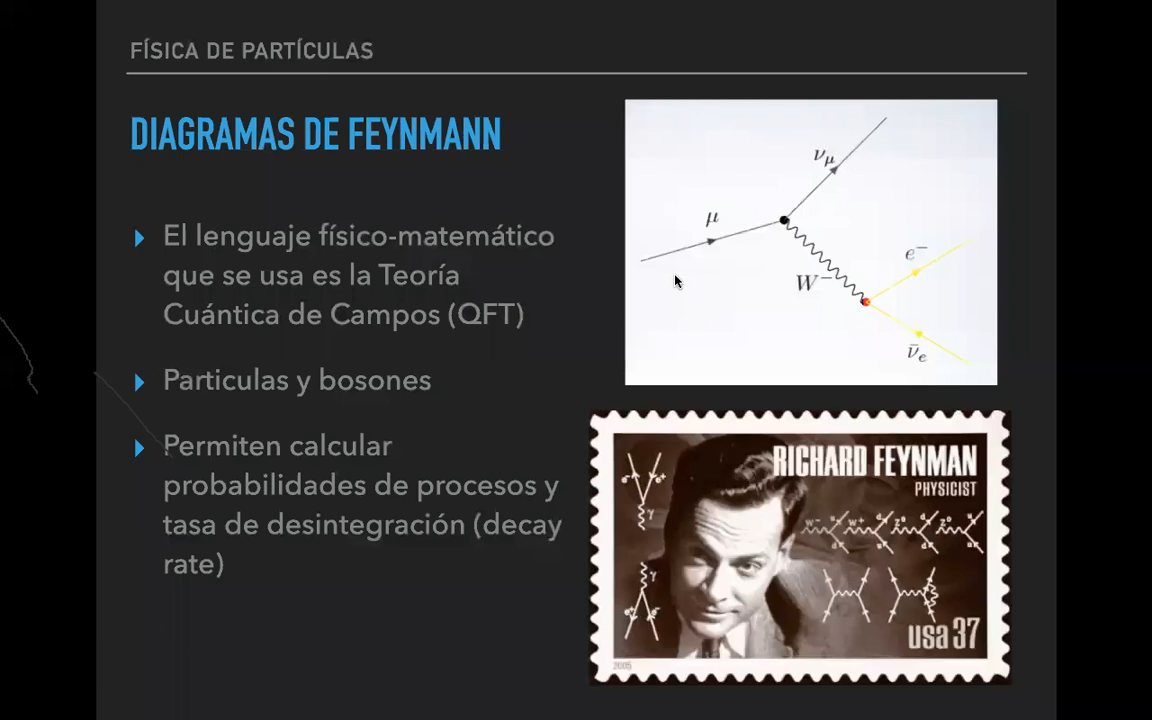 FÍSICA DE PARTÍCULAS
DIAGRAMAS DE FEYNMANN
El lenguaje físico-matemático
que se usa es la Teoría
Cuántica de Campos (QFT)
Particulas y bosones
Permiten calcular
probabilidades de procesos y
tasa de desintegración (decay
rate)
ν_μ
μ
W⁻
e⁻
ν̄_e
RICHARD FEYNMAN
PHYSICIST
γ
γ
usa 37
2005